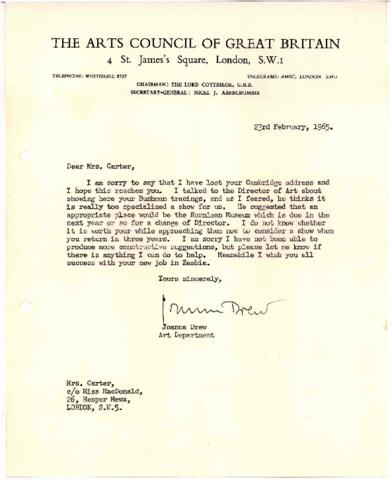 THE ARTS COUNCIL OF GREAT BRITAIN
4 St. James's Square, London, S.W.1
TELEPHONE: WHITEHALL 9737
TELEGRAMS: AMEC, LONDON SW1
CHAIRMAN: THE LORD COTTESLOE, G.B.E.
SECRETARY-GENERAL: NIGEL J. ABERCROMBIE
23rd February, 1965.
Dear Mrs. Carter,
I am sorry to say that I have lost your Cambridge address and
I hope this reaches you. I talked to the Director of Art about
showing here your Bushman tracings, and as I feared, he thinks it
is really too specialized a show for us. He suggested that an
appropriate place would be the Horniman Museum which is due in the
next year or so for a change of Director. I do not know whether
it is worth your while approaching them now to consider a show when
you return in three years. I am sorry I have not been able to
produce more constructive suggestions, but please let me know if
there is anything I can do to help. Meanwhile I wish you all
success with your new job in Zambia.
Yours sincerely,
Joanna Drew
Joanna Drew
Art Department
Mrs. Carter,
c/o Miss MacDonald,
26, Hesper Mews,
LONDON, S.W.5.